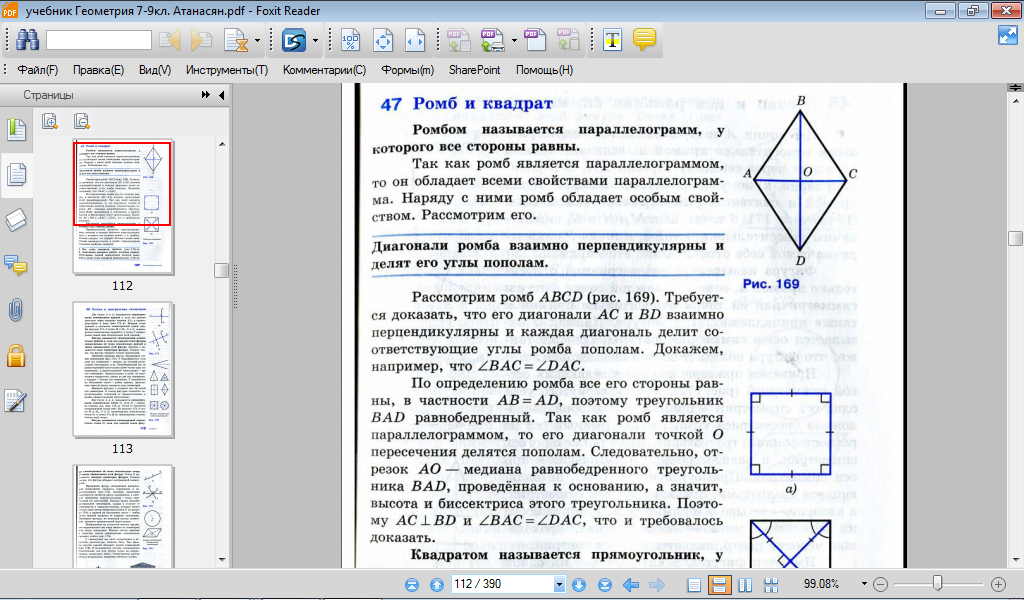 учебник Геометрия 7-9кл. Атанасян.pdf - Foxit Reader
Файл(F) Правка(E) Вид(V) Инструменты(T) Комментарии(C) Формы(m) SharePoint Помощь(H)
Страницы
112
113
47 Ромб и квадрат
Ромбом называется параллелограмм, у
которого все стороны равны.
Так как ромб является параллелограммом,
то он обладает всеми свойствами параллелограм-
ма. Наряду с ними ромб обладает особым свой-
ством. Рассмотрим его.
Диагонали ромба взаимно перпендикулярны и
делят его углы пополам.
Рассмотрим ромб ABCD (рис. 169). Требует-
ся доказать, что его диагонали AC и BD взаимно
перпендикулярны и каждая диагональ делит со-
ответствующие углы ромба пополам. Докажем,
например, что ∠BAC = ∠DAC.
По определению ромба все его стороны рав-
ны, в частности AB = AD, поэтому треугольник
BAD равнобедренный. Так как ромб является
параллелограммом, то его диагонали точкой O
пересечения делятся пополам. Следовательно, от-
резок AO — медиана равнобедренного треуголь-
ника BAD, проведённая к основанию, а значит,
высота и биссектриса этого треугольника. Поэто-
му AC ⊥ BD и ∠BAC = ∠DAC, что и требовалось
доказать.
Квадратом называется прямоугольник, у
B
A
O
C
D
Рис. 169
а)
112 / 390
99.08%